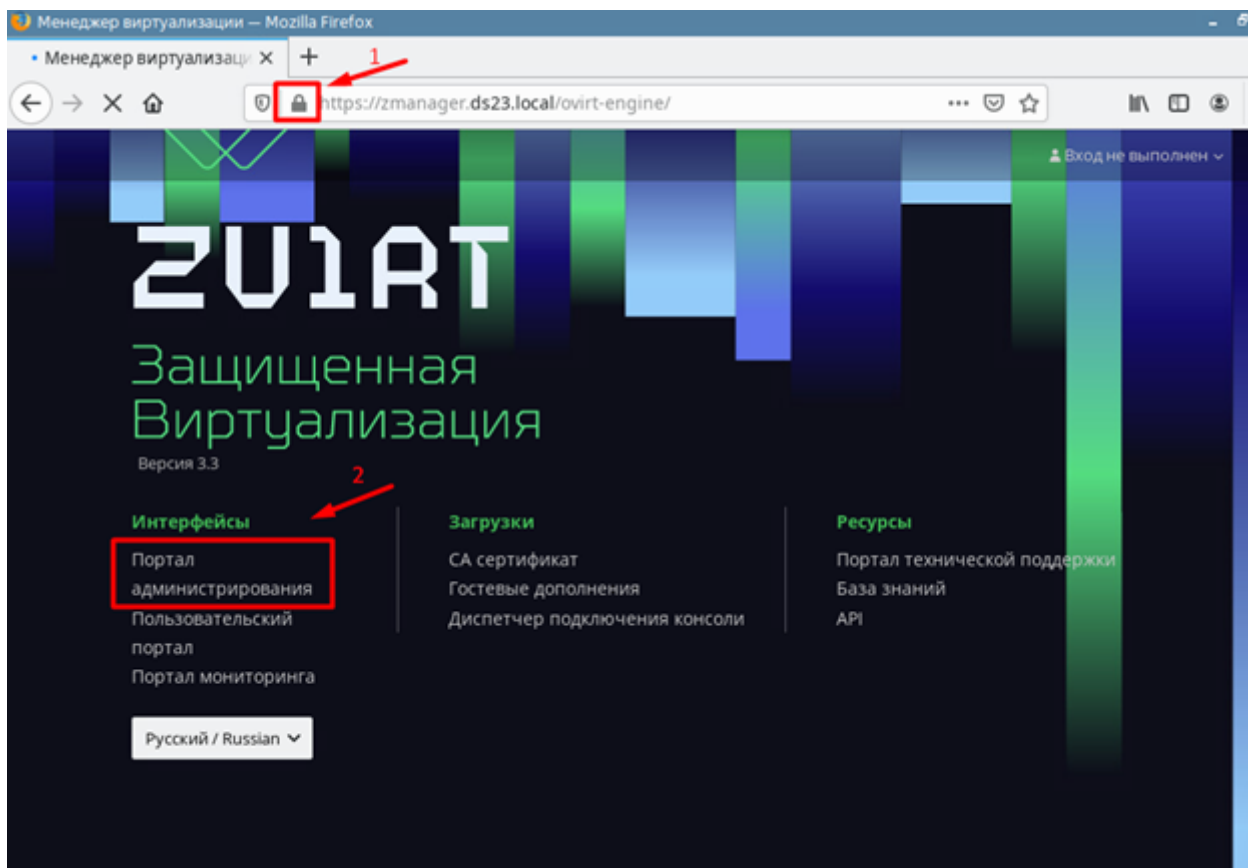 Менеджер виртуализации — Mozilla Firefox
Менеджер виртуализаци
1
https://zmanager.ds23.local/ovirt-engine/
Вход не выполнен
ZVIRT
Защищенная
Виртуализация
Версия 3.3
2
Интерфейсы
Портал
администрирования
Пользовательский
портал
Портал мониторинга
Загрузки
CA сертификат
Гостевые дополнения
Диспетчер подключения консоли
Ресурсы
Портал технической поддержки
База знаний
API
Русский / Russian